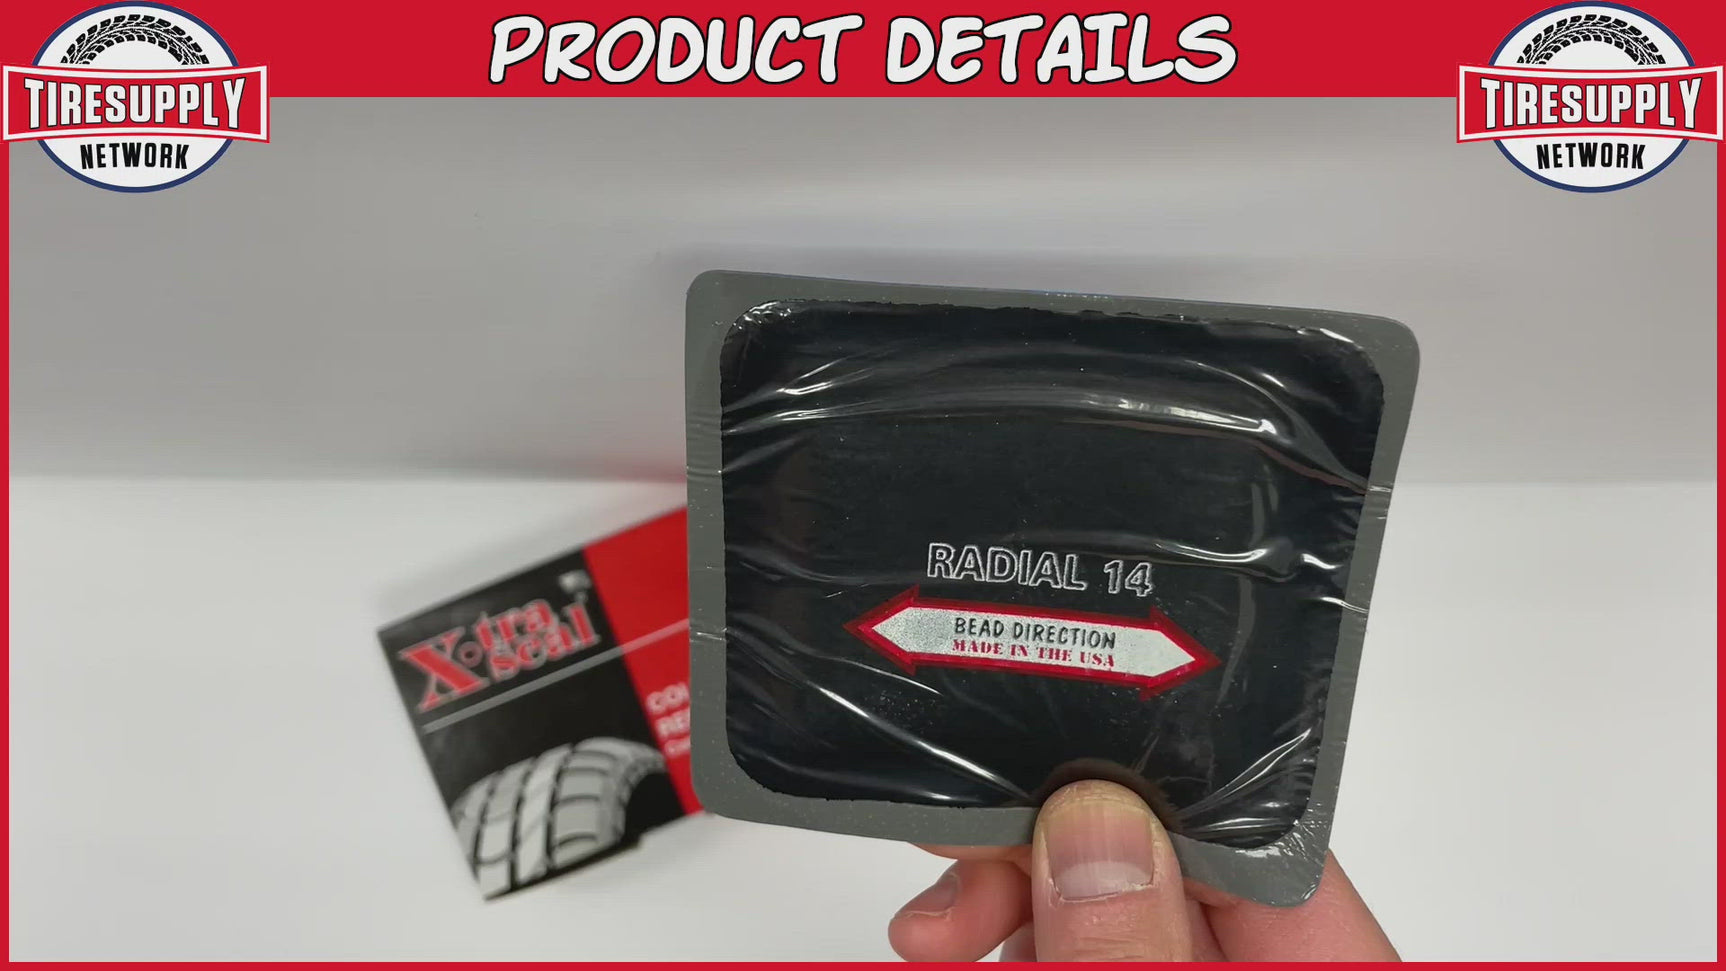 PRODUCT DETAILS
TIRESUPPLY
NETWORK
TIRESUPPLY
NETWORK
RADIAL 14
BEAD DIRECTION
MADE IN THE USA
X-tra
seal